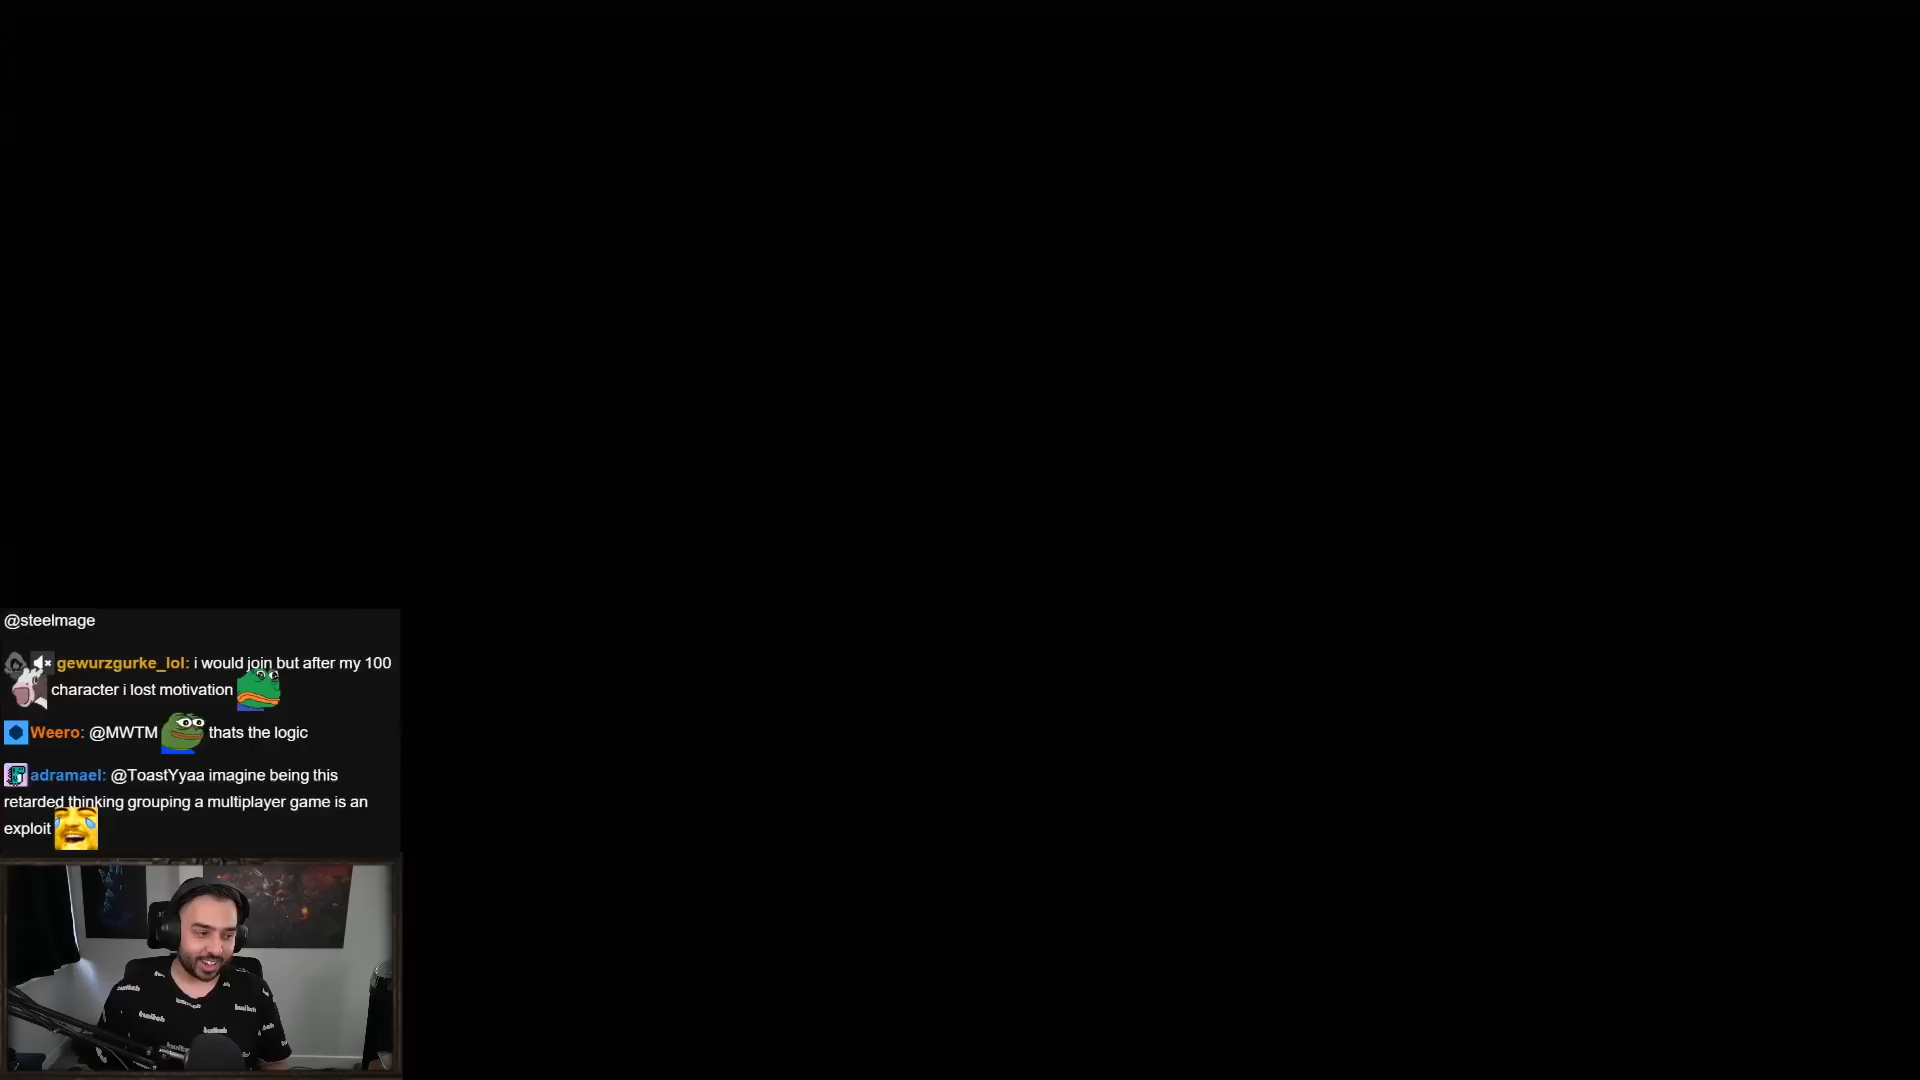 @steelmage
gewurzgurke_lol: i would join but after my 100
character i lost motivation
Weero: @MWTM thats the logic
adramael: @ToastYyaa imagine being this
retarded thinking grouping a multiplayer game is an
exploit